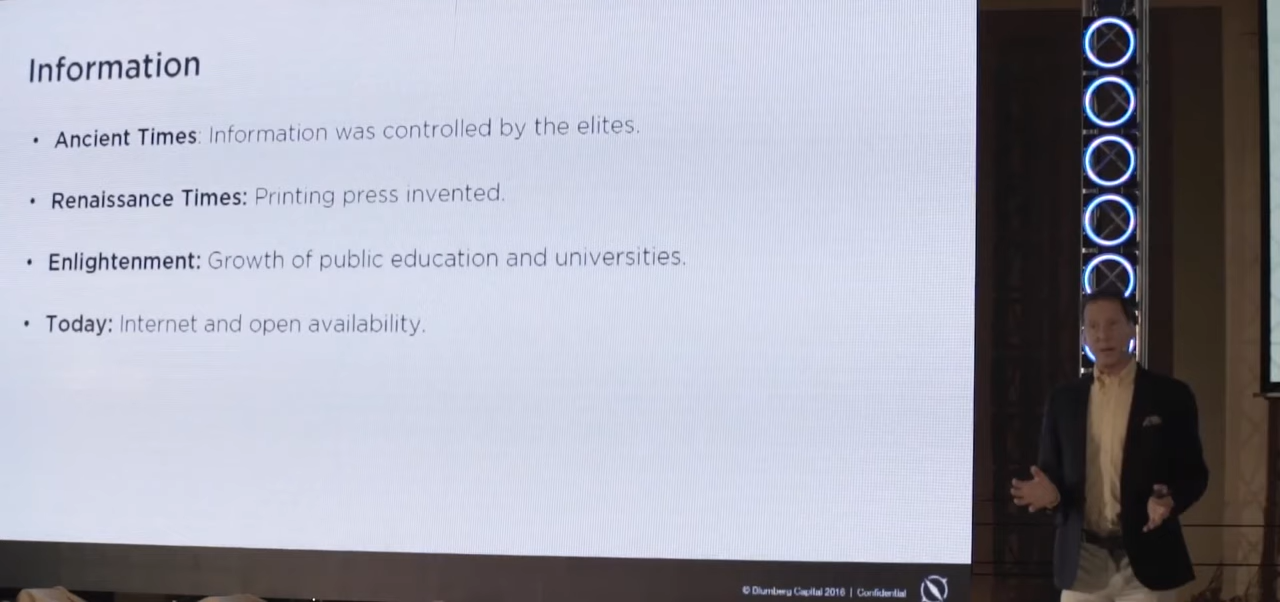 Information
• Ancient Times: Information was controlled by the elites.
• Renaissance Times: Printing press invented.
• Enlightenment: Growth of public education and universities.
• Today: Internet and open availability.
© Blumberg Capital 2016 | Confidential